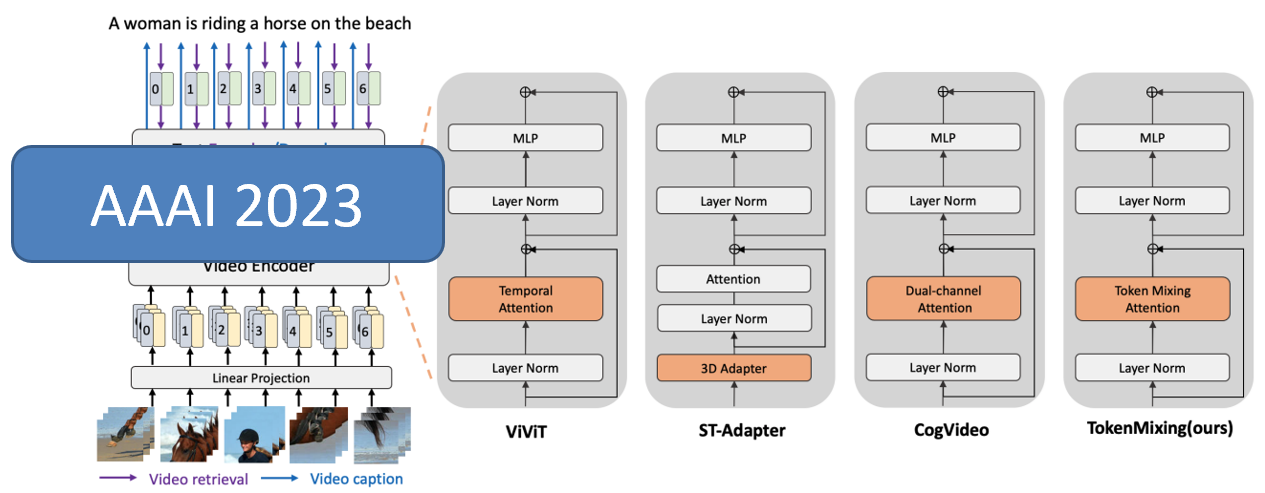 A woman is riding a horse on the beach
0 1 2 3 4 5 6
AAAI 2023
Video Encoder
0 1 2 3 4 5 6
Linear Projection
Video retrieval
Video caption
MLP
Layer Norm
Temporal
Attention
Layer Norm
ViViT
MLP
Layer Norm
Attention
Layer Norm
3D Adapter
ST-Adapter
MLP
Layer Norm
Dual-channel
Attention
Layer Norm
CogVideo
MLP
Layer Norm
Token Mixing
Attention
Layer Norm
TokenMixing(ours)